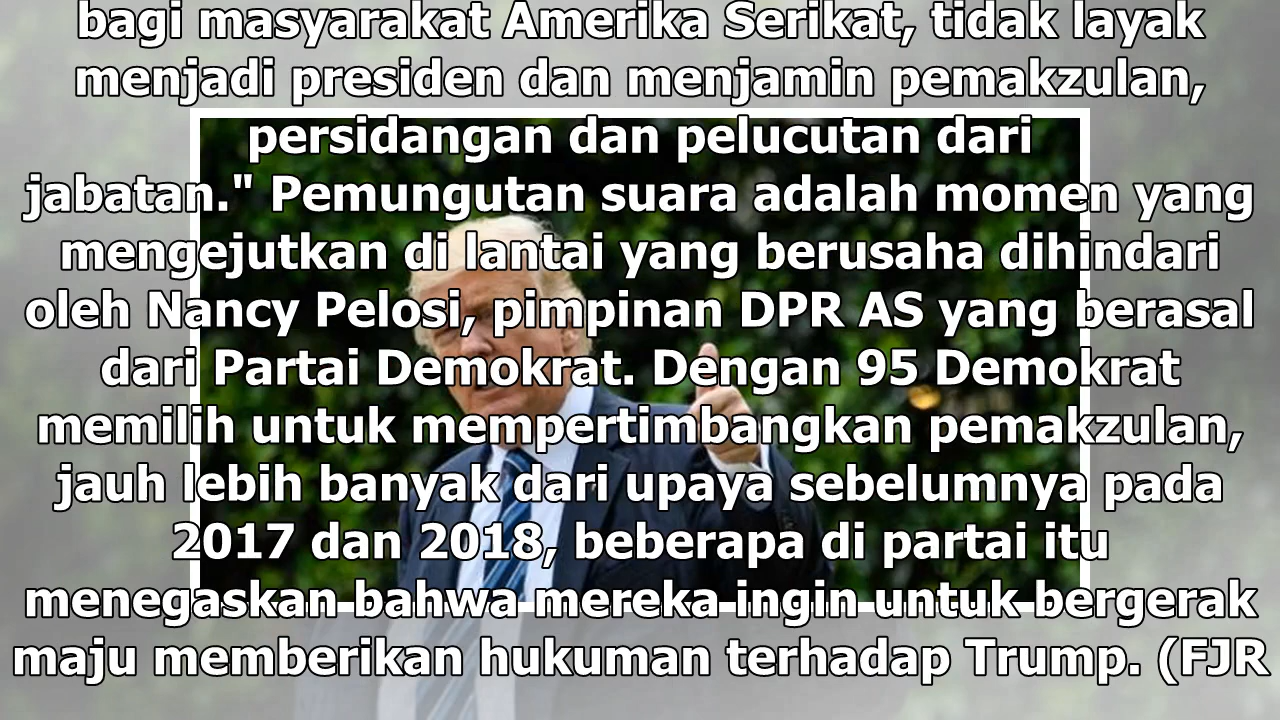 bagi masyarakat Amerika Serikat, tidak layak
menjadi presiden dan menjamin pemakzulan,
persidangan dan pelucutan dari
jabatan." Pemungutan suara adalah momen yang
mengejutkan di lantai yang berusaha dihindari
oleh Nancy Pelosi, pimpinan DPR AS yang berasal
dari Partai Demokrat. Dengan 95 Demokrat
memilih untuk mempertimbangkan pemakzulan,
jauh lebih banyak dari upaya sebelumnya pada
2017 dan 2018, beberapa di partai itu
menegaskan bahwa mereka ingin untuk bergerak
maju memberikan hukuman terhadap Trump. (FJR